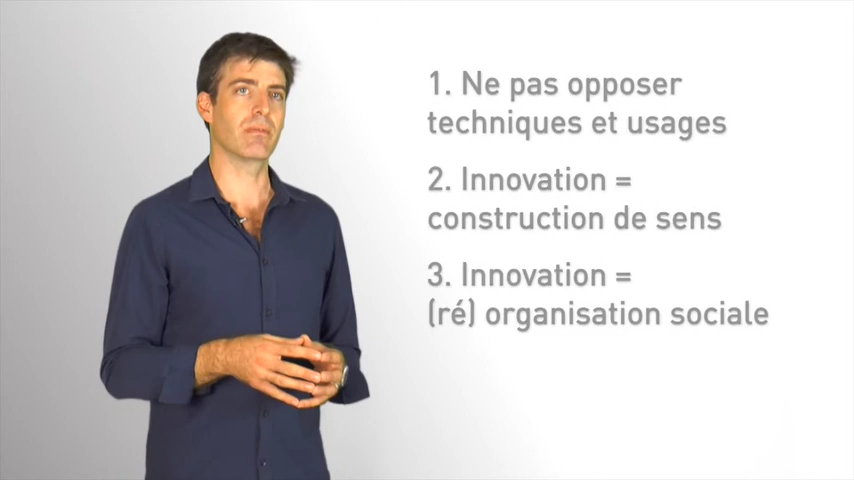 1. Ne pas opposer
techniques et usages
2. Innovation =
construction de sens
3. Innovation =
(ré) organisation sociale